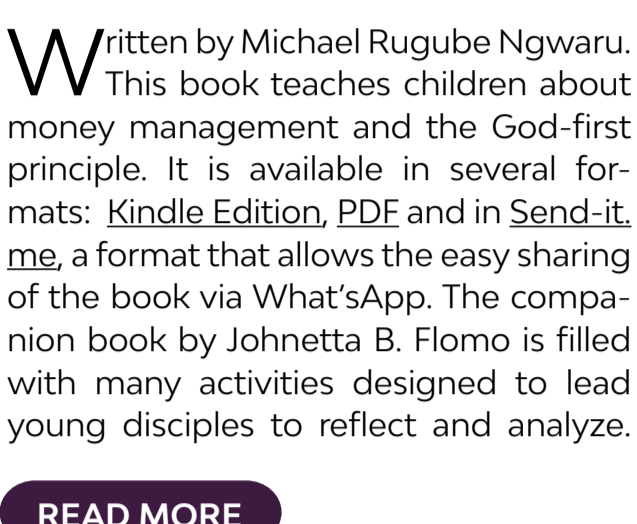 Written by Michael Rugube Ngwaru.
This book teaches children about
money management and the God-first
principle. It is available in several for-
mats: Kindle Edition, PDF and in Send-it.
me, a format that allows the easy sharing
of the book via What'sApp. The compa-
nion book by Johnetta B. Flomo is filled
with many activities designed to lead
young disciples to reflect and analyze.
READ MORE